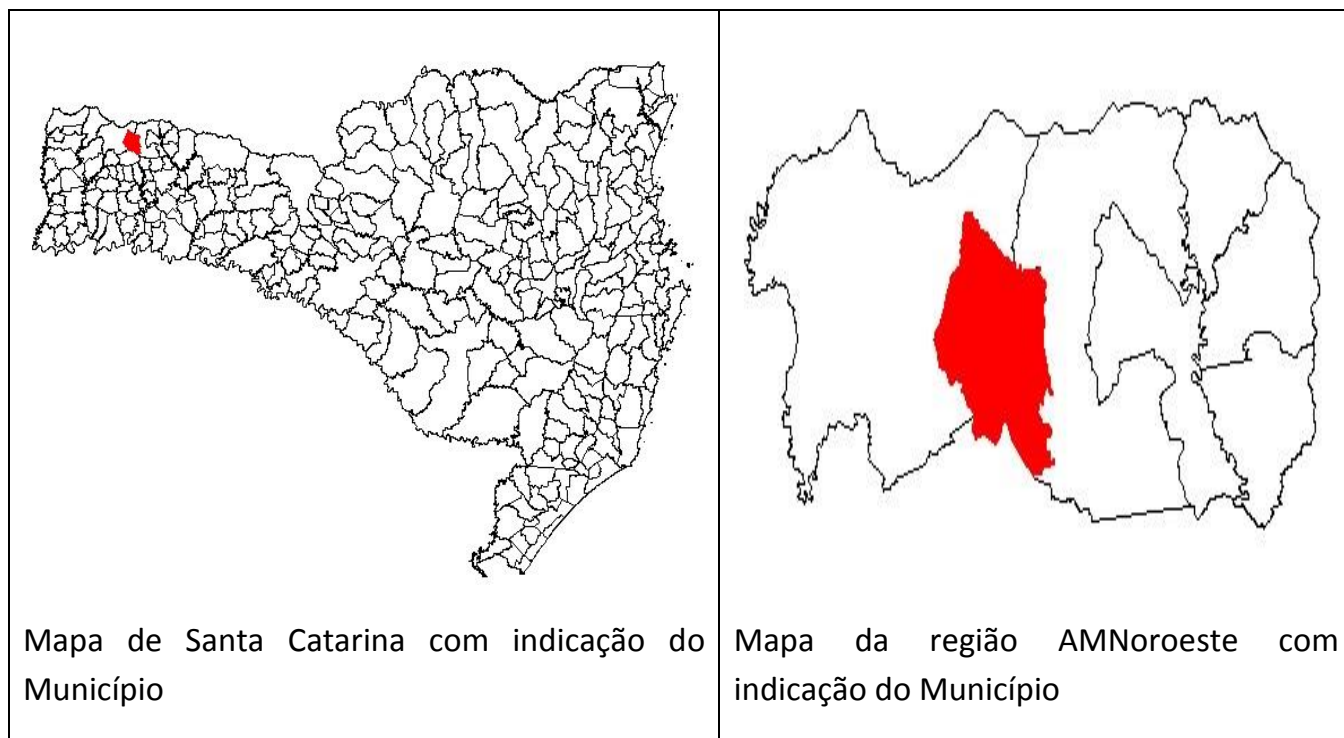 Mapa de Santa Catarina com indicação do
Município
Mapa da região AMNoroeste com
indicação do Município